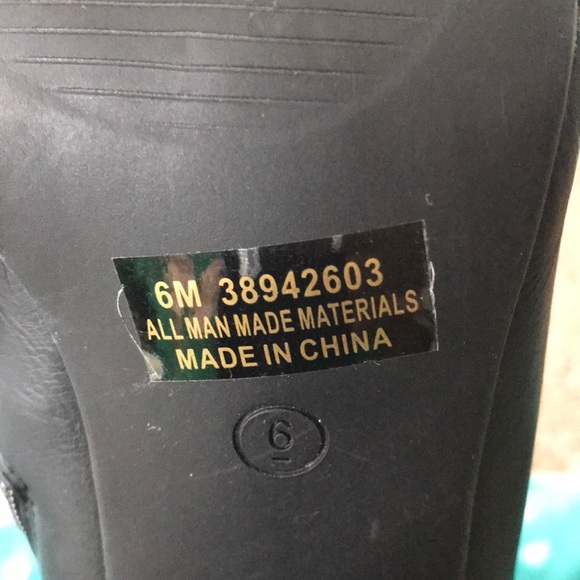 6M 38942603
ALL MAN MADE MATERIALS
MADE IN CHINA
6